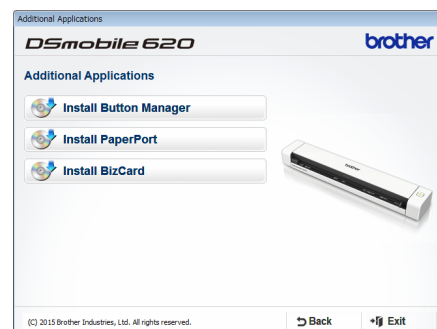 Additional Applications
DSmobile 620
brother
Additional Applications
Install Button Manager
Install PaperPort
Install BizCard
brother
(C) 2015 Brother Industries, Ltd. All rights reserved.
Back
Exit